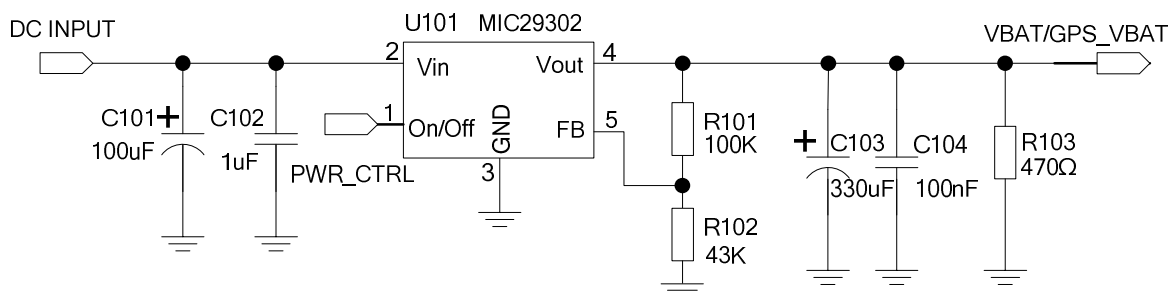 DC INPUT
U101 MIC29302
VBAT/GPS_VBAT
2
4
Vin
Vout
1
On/Off
GND
FB
5
3
PWR_CTRL
C101
100uF
C102
1uF
R101
100K
R102
43K
C103
330uF
C104
100nF
R103
470Ω